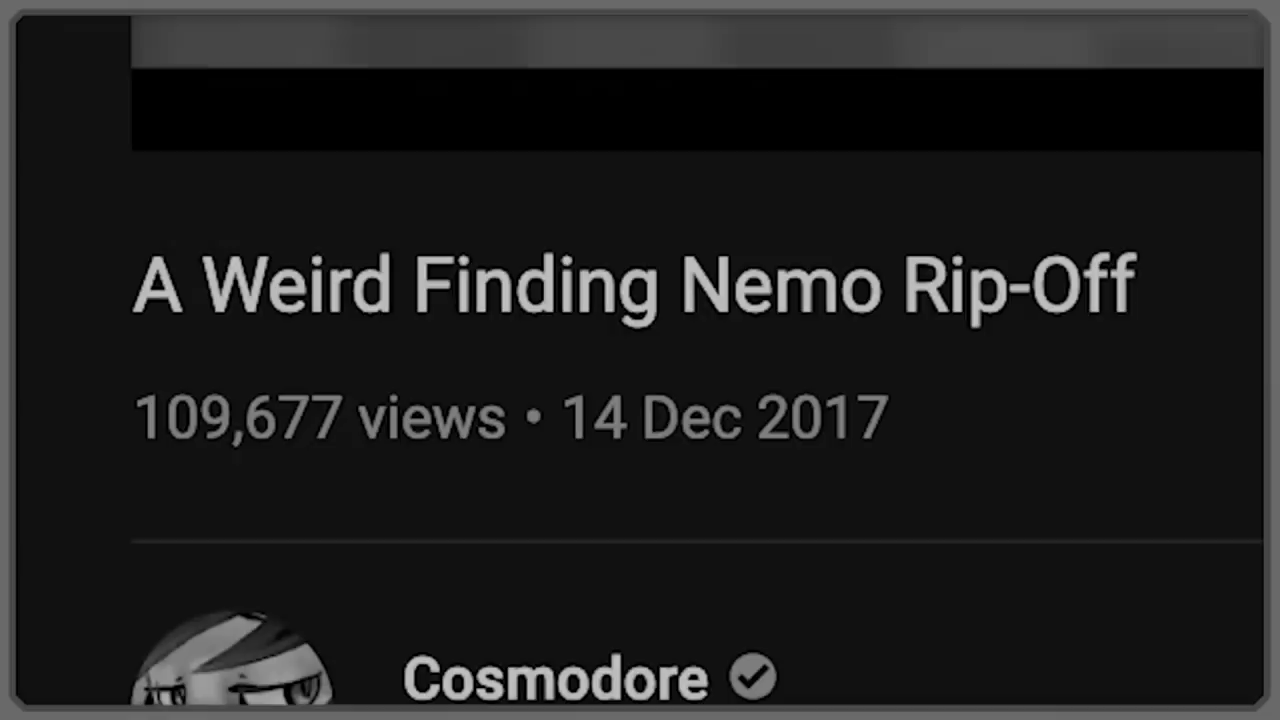 A Weird Finding Nemo Rip-Off
109,677 views • 14 Dec 2017
Cosmodore